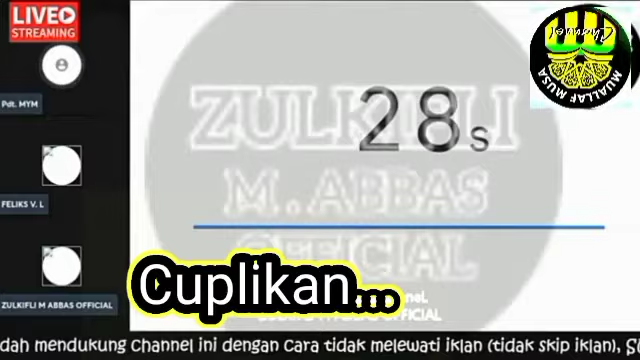 LIVE
STREAMING
Pdt. MYM
FELIKS V. L
ZULKIFLI M ABBAS OFFICIAL
Channel
MUALLAF MUSA
28s
ZULKIFLI
M. ABBAS
OFFICIAL
Cuplikan...
dah mendukung Channel ini dengan Cara tidak melewati iklan (tidak skip iklan),